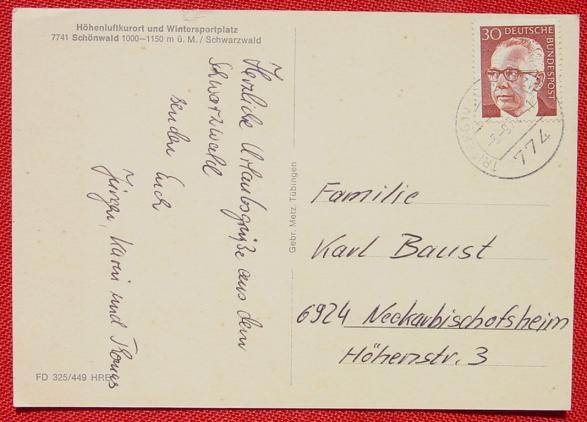 Höhenluftkurort und Wintersportplatz
7741 Schönwald 1000–1150 m ü. M. / Schwarzwald
Herzliche Urlaubsgrüße aus dem
Schwarzwald
senden Euch
Jürgen, Karin und Thomas
FD 325/449 HRE
Gebr. Metz, Tübingen
30 DEUTSCHE
BUNDESPOST
774
Familie
Karl Baust
6924 Neckarbischofsheim
Höhenstr. 3